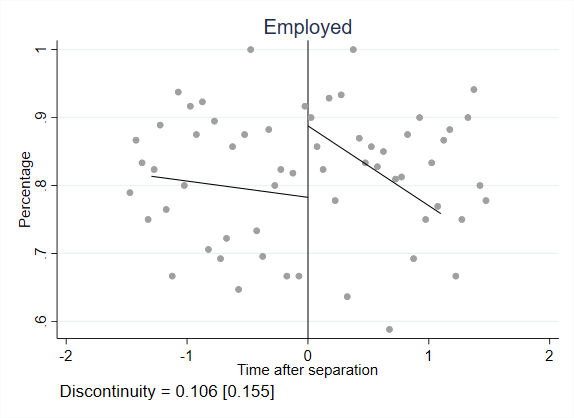 Employed
Percentage
1
.9
.8
.7
.6
-2 -1 0 1 2
Time after separation
Discontinuity = 0.106 [0.155]